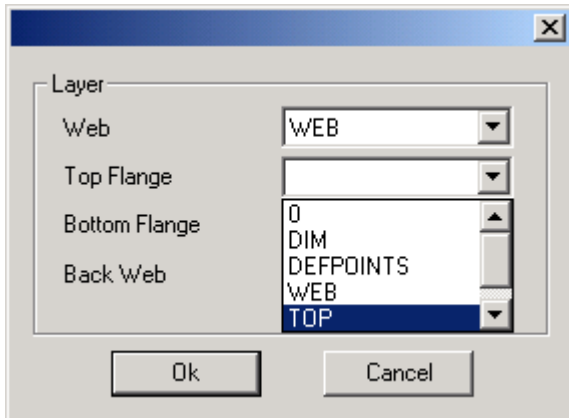 Layer
Web WEB
Top Flange
Bottom Flange
Back Web
0
DIM
DEFPOINTS
WEB
TOP
Ok Cancel